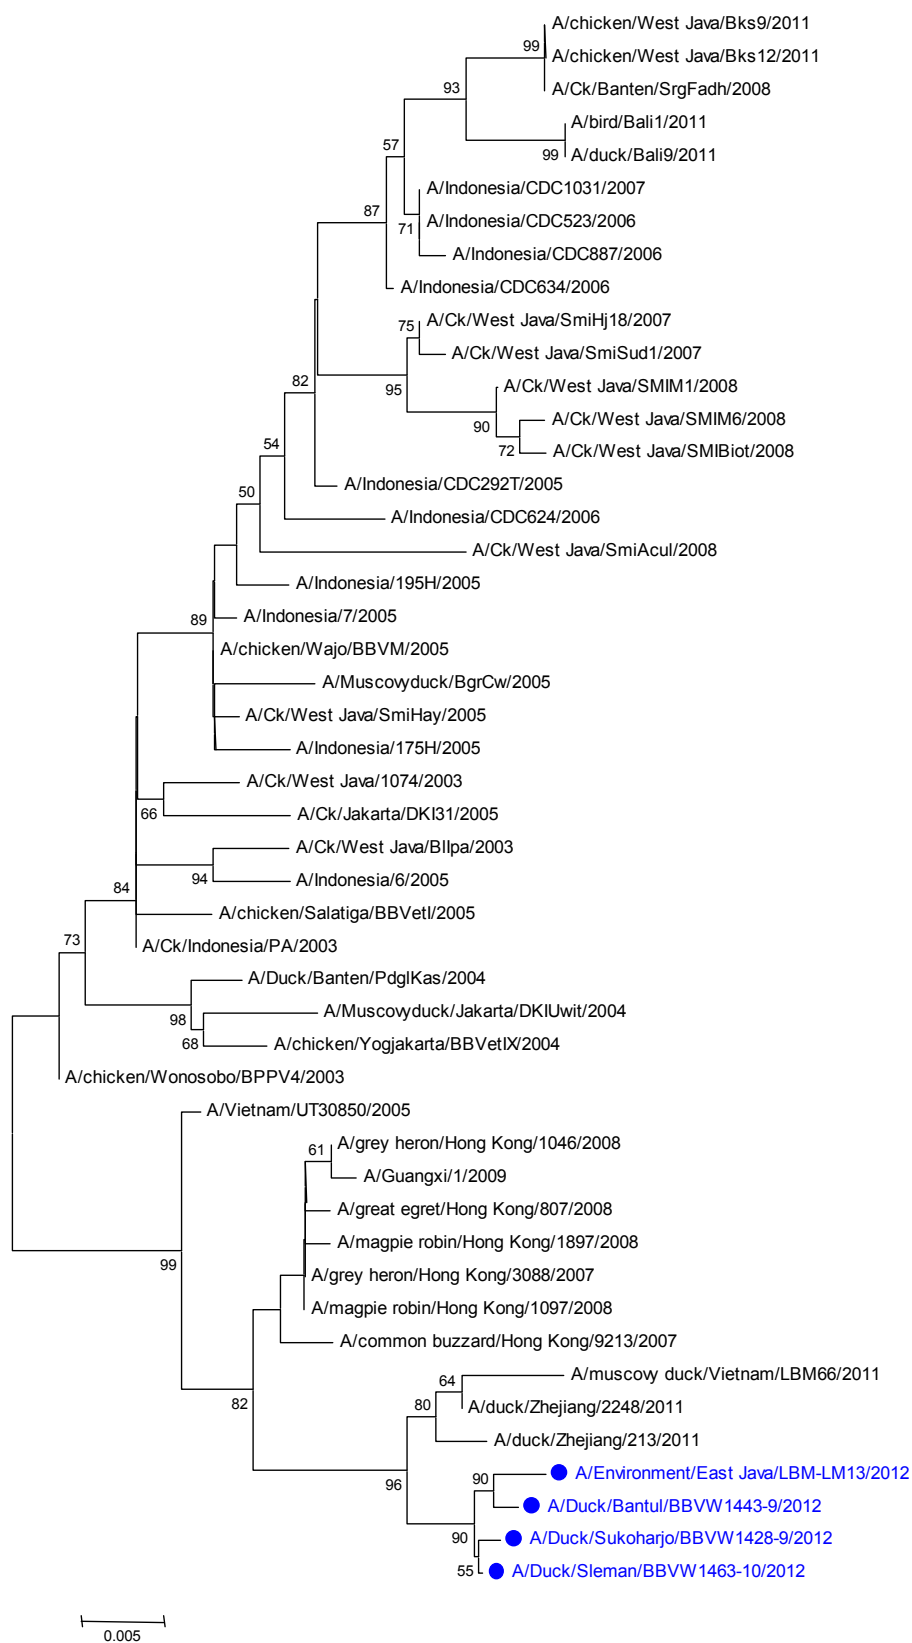 A/chicken/West Java/Bks9/2011
99
A/chicken/West Java/Bks12/2011
A/Ck/Banten/SrgFadh/2008
93
A/bird/Bali1/2011
57
99
A/duck/Bali9/2011
A/Indonesia/CDC1031/2007
87
A/Indonesia/CDC523/2006
71
A/Indonesia/CDC887/2006
A/Indonesia/CDC634/2006
75
A/Ck/West Java/SmiHj18/2007
A/Ck/West Java/SmiSud1/2007
82
95
A/Ck/West Java/SMIM1/2008
90
A/Ck/West Java/SMIM6/2008
54
72
A/Ck/West Java/SMIBiot/2008
A/Indonesia/CDC292T/2005
50
A/Indonesia/CDC624/2006
A/Ck/West Java/SmiAcul/2008
A/Indonesia/195H/2005
A/Indonesia/7/2005
89
A/chicken/Wajo/BBVM/2005
A/Muscovyduck/BgrCw/2005
A/Ck/West Java/SmiHay/2005
A/Indonesia/175H/2005
A/Ck/West Java/1074/2003
66
A/Ck/Jakarta/DKI31/2005
A/Ck/West Java/BIIpa/2003
94
A/Indonesia/6/2005
84
A/chicken/Salatiga/BBVetI/2005
73
A/Ck/Indonesia/PA/2003
A/Duck/Banten/PdglKas/2004
98
A/Muscovyduck/Jakarta/DKIUwit/2004
68
A/chicken/Yogjakarta/BBVetIX/2004
A/chicken/Wonosobo/BPPV4/2003
A/Vietnam/UT30850/2005
61
A/grey heron/Hong Kong/1046/2008
A/Guangxi/1/2009
A/great egret/Hong Kong/807/2008
A/magpie robin/Hong Kong/1897/2008
99
A/grey heron/Hong Kong/3088/2007
A/magpie robin/Hong Kong/1097/2008
A/common buzzard/Hong Kong/9213/2007
82
64
A/muscovy duck/Vietnam/LBM66/2011
80
A/duck/Zhejiang/2248/2011
A/duck/Zhejiang/213/2011
96
90
A/Environment/East Java/LBM-LM13/2012
A/Duck/Bantul/BBVW1443-9/2012
90
A/Duck/Sukoharjo/BBVW1428-9/2012
55
A/Duck/Sleman/BBVW1463-10/2012
0.005